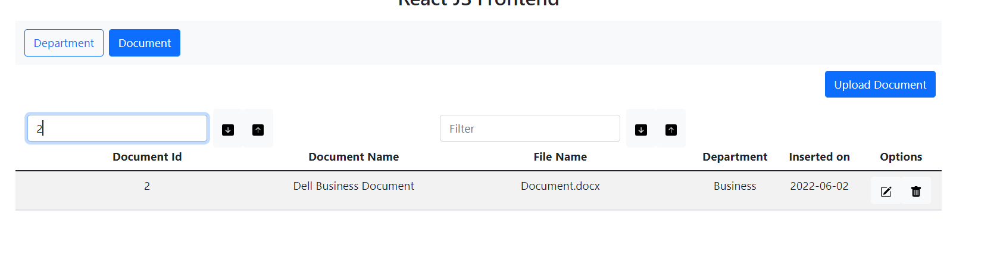 React JS Frontend
Department Document
Upload Document
2 Filter
Document Id Document Name File Name Department Inserted on Options
2 Dell Business Document Document.docx Business 2022-06-02